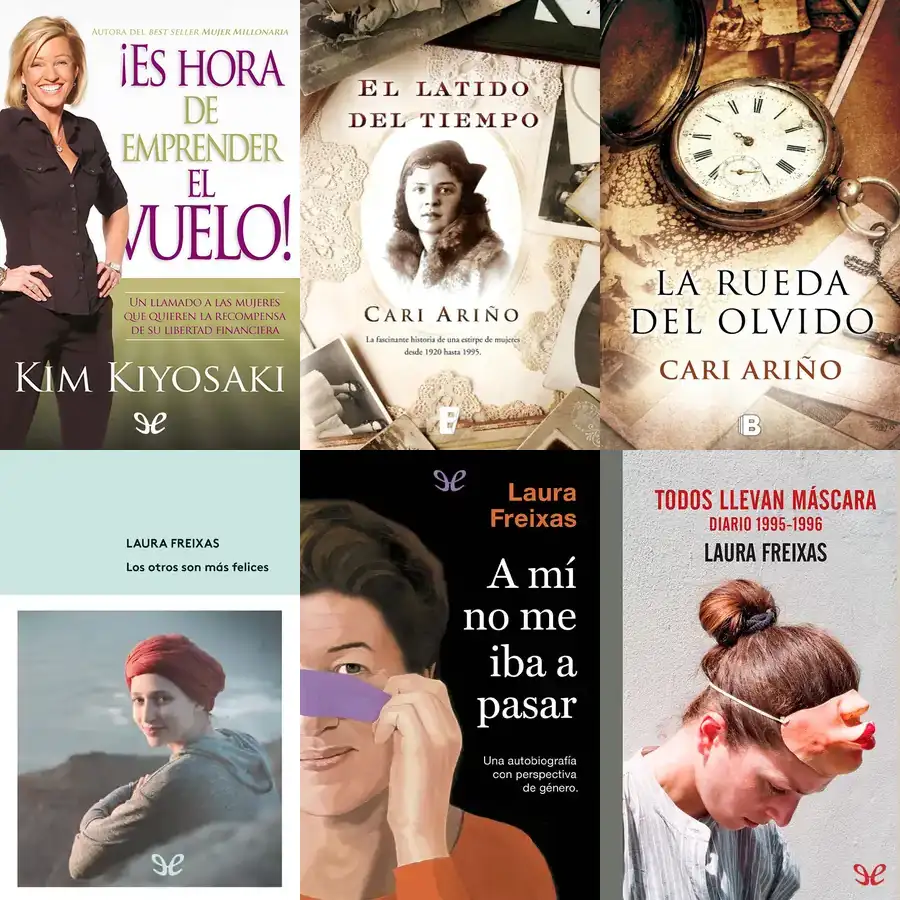 AUTORA DEL BEST SELLER MUJER MILLONARIA
¡ES HORA
DE
EMPRENDER
EL
VUELO!
UN LLAMADO A LAS MUJERES
QUE QUIEREN LA RECOMPENSA
DE SU LIBERTAD FINANCIERA
KIM KIYOSAKI
EL LATIDO
DEL TIEMPO
CARI ARIÑO
La fascinante historia de una estirpe de mujeres
desde 1920 hasta 1995.
B
LA RUEDA
DEL OLVIDO
CARI ARIÑO
B
LAURA FREIXAS
Los otros son más felices
Laura
Freixas
A mí
no me
iba a
pasar
Una autobiografía
con perspectiva
de género.
TODOS LLEVAN MÁSCARA
DIARIO 1995-1996
LAURA FREIXAS